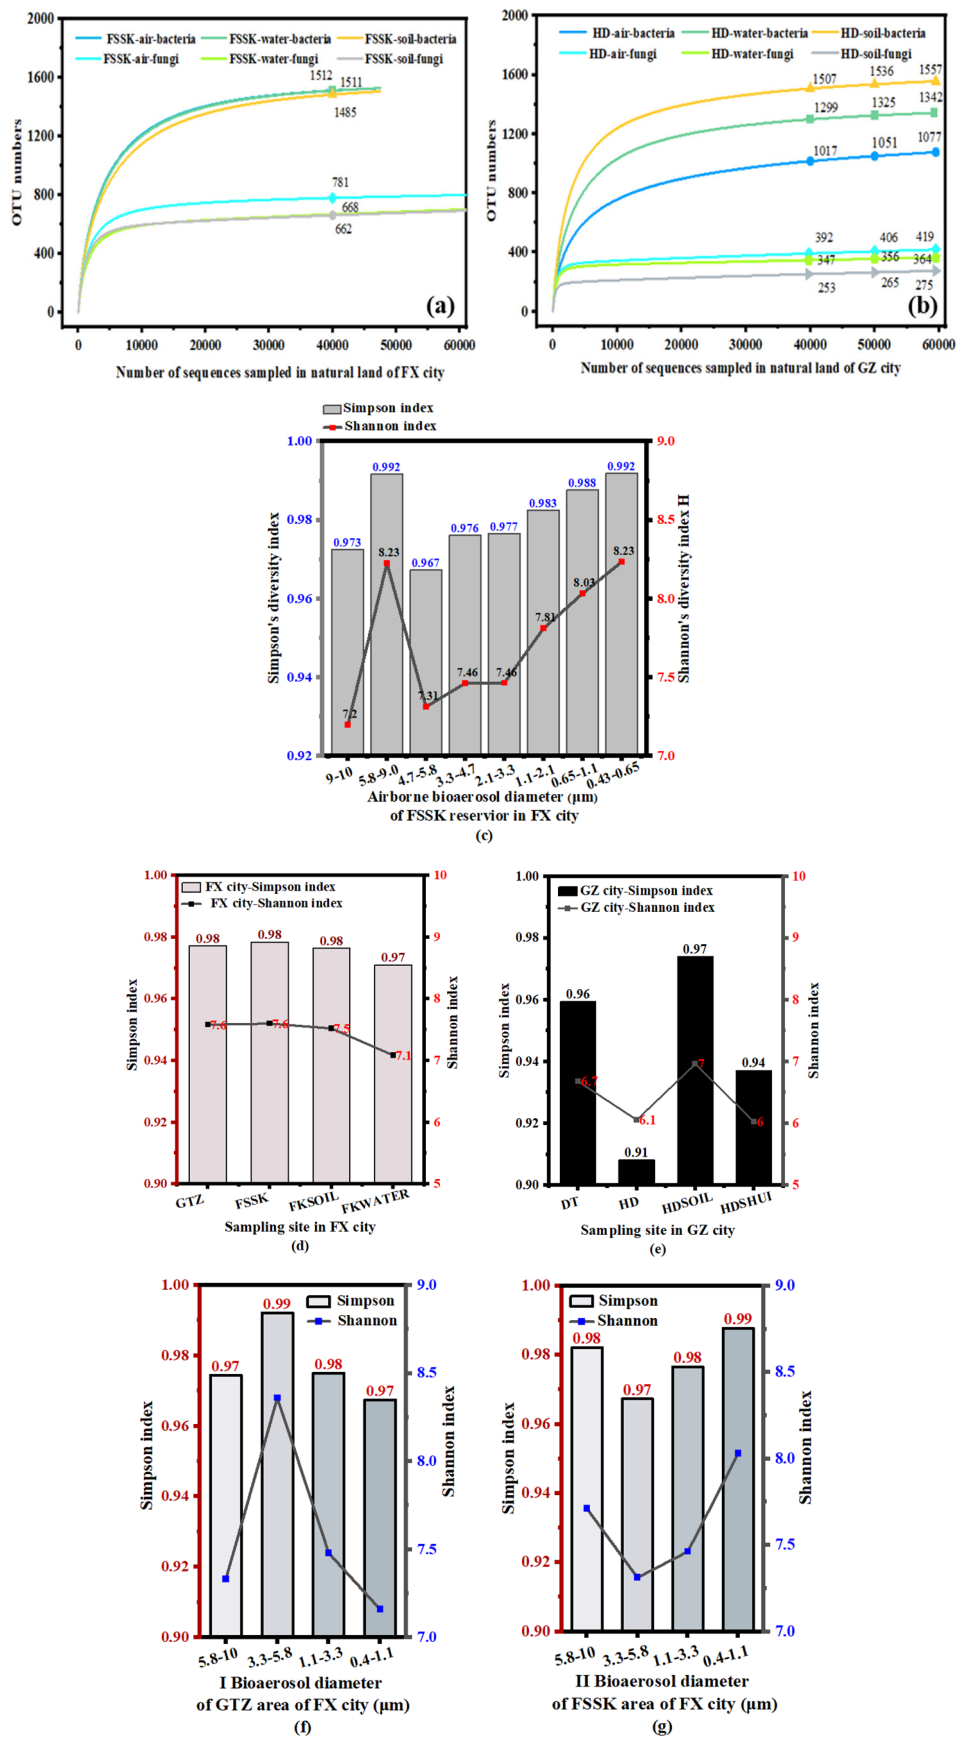 2000
1600
1200
800
400
0
OTU numbers
FSSK-air-bacteria FSSK-water-bacteria FSSK-soil-bacteria
FSSK-air-fungi FSSK-water-fungi FSSK-soil-fungi
1512 1511
1485
781
668
662
(a)
0 10000 20000 30000 40000 50000 60000
Number of sequences sampled in natural land of FX city
2000
1600
1200
800
400
0
OTU numbers
HD-air-bacteria HD-water-bacteria HD-soil-bacteria
HD-air-fungi HD-water-fungi HD-soil-fungi
1507 1536 1557
1299 1325 1342
1017 1051 1077
392 406 419
347 356 364
253 265 275
(b)
0 10000 20000 30000 40000 50000 60000
Number of sequences sampled in natural land of GZ city
Simpson index
Shannon index
1.00
0.98
0.96
0.94
0.92
Simpson's diversity index
9.0
8.5
8.0
7.5
7.0
Shannon's diversity index H
0.973 0.992 0.967 0.976 0.977 0.983 0.988 0.992
7.2 8.23 7.31 7.46 7.46 7.81 8.03 8.23
9-10 5.8-9.0 4.7-5.8 3.3-4.7 2.1-3.3 1.1-2.1 0.65-1.1 0.43-0.65
Airborne bioaerosol diameter (μm)
of FSSK reservior in FX city
(c)
1.00
0.98
0.96
0.94
0.92
0.90
Simpson index
FX city-Simpson index
FX city-Shannon index
0.98 0.98 0.98 0.97
7.6 7.6 7.5 7.1
10
9
8
7
6
5
Shannon index
GTZ FSSK FKSOIL FKWATER
Sampling site in FX city
(d)
1.00
0.98
0.96
0.94
0.92
0.90
Simpson index
GZ city-Simpson index
GZ city-Shannon index
0.96 0.91 0.97 0.94
6.7 6.1 7 6
10
9
8
7
6
5
Shannon index
DT HD HDSOIL HDSHUI
Sampling site in GZ city
(e)
1.00
0.98
0.96
0.94
0.92
0.90
Simpson index
Simpson
Shannon
0.97 0.99 0.98 0.97
9.0
8.5
8.0
7.5
7.0
Shannon index
5.8-10 3.3-5.8 1.1-3.3 0.4-1.1
I Bioaerosol diameter
of GTZ area of FX city (μm)
(f)
1.00
0.98
0.96
0.94
0.92
0.90
Simpson index
Simpson
Shannon
0.98 0.97 0.98 0.99
9.0
8.5
8.0
7.5
7.0
Shannon index
5.8-10 3.3-5.8 1.1-3.3 0.4-1.1
II Bioaerosol diameter
of FSSK area of FX city (μm)
(g)